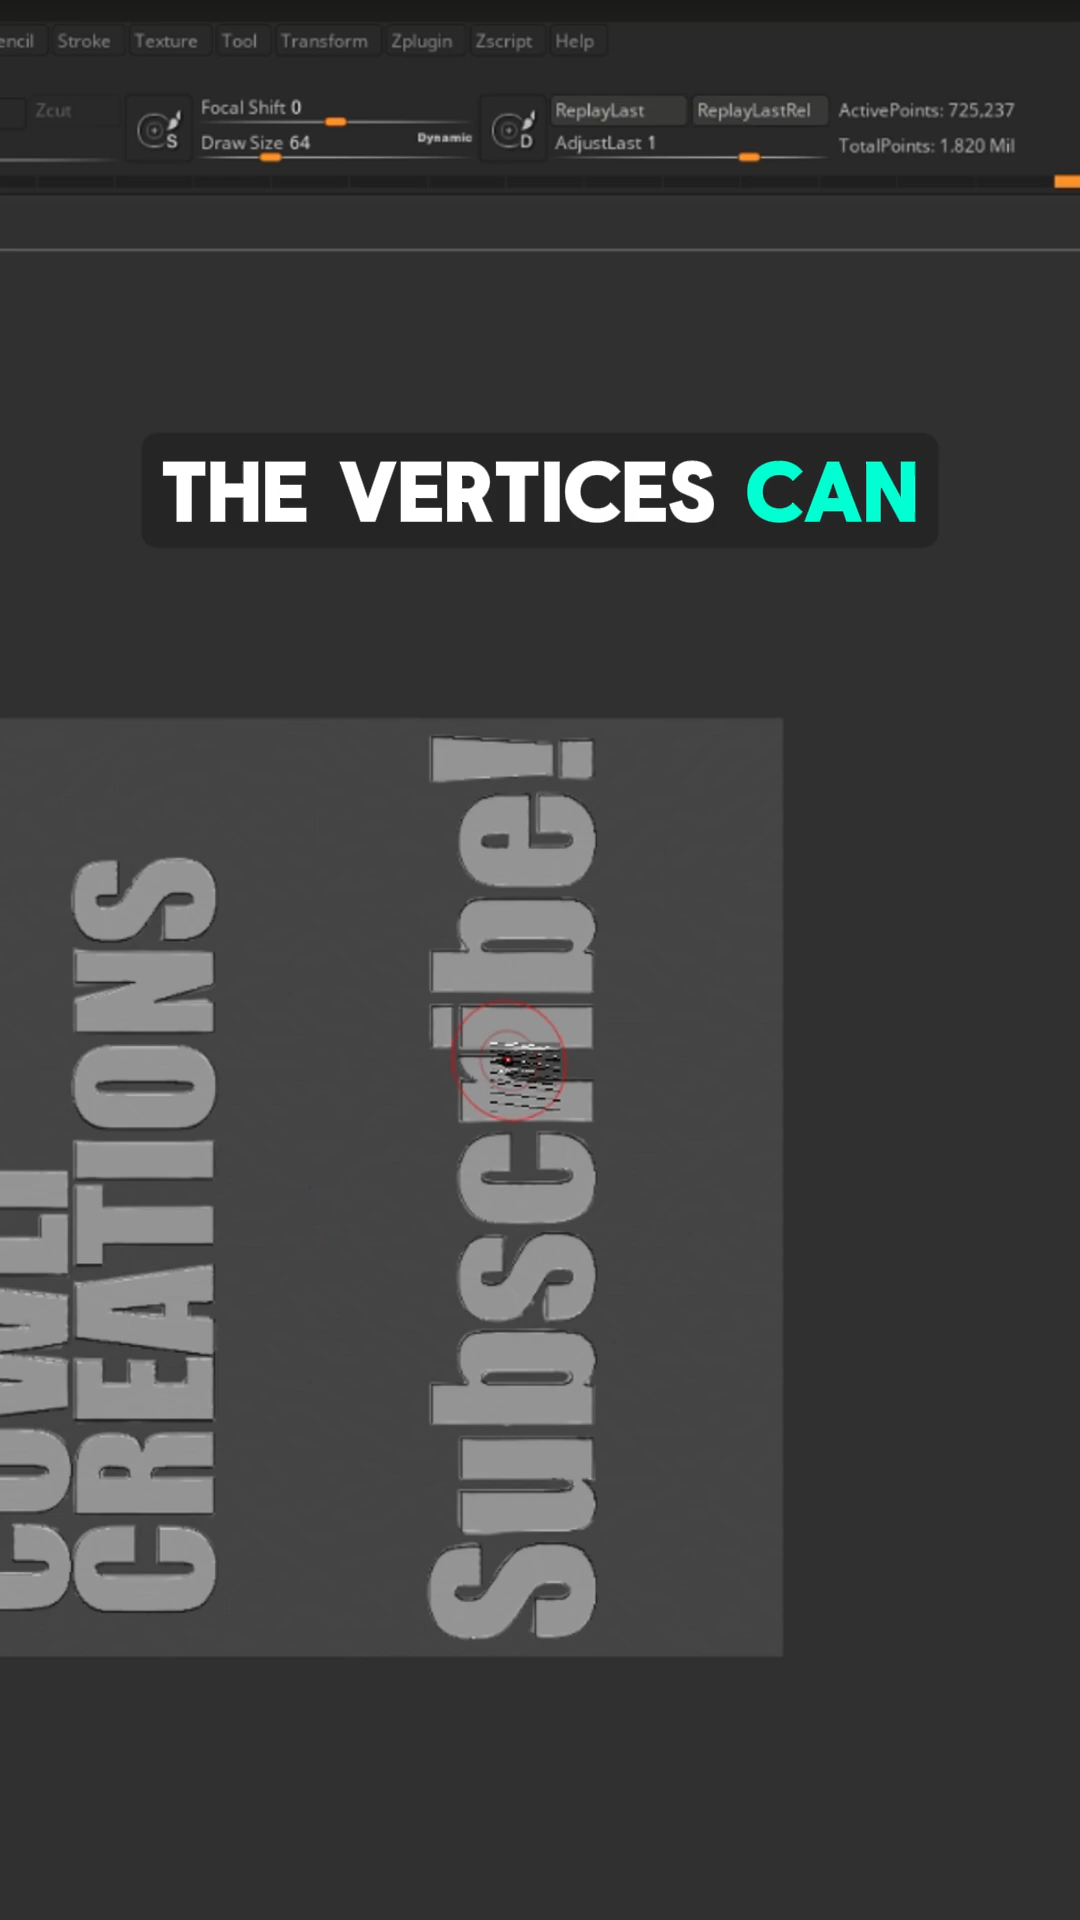 Stroke Texture Tool Transform Zplugin Zscript Help
Zcut
S
Focal Shift 0
Draw Size 64
Dynamic
D
ReplayLast
ReplayLastRel
AdjustLast 1
ActivePoints: 725,237
TotalPoints: 1.820 Mil
THE VERTICES CAN
CREATIONS
Subscribe!